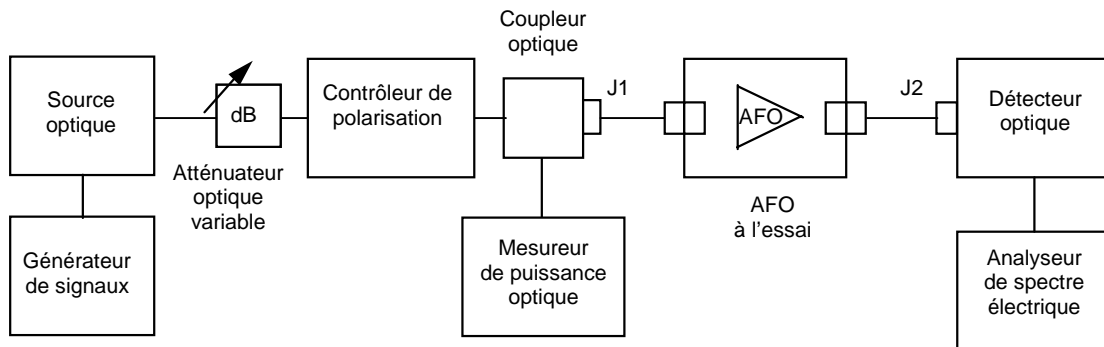 Coupleur
optique
Source
optique
dB
Atténuateur
optique
variable
Contrôleur de
polarisation
J1
AFO
AFO
à l'essai
J2
Détecteur
optique
Générateur
de signaux
Mesureur
de puissance
optique
Analyseur
de spectre
électrique